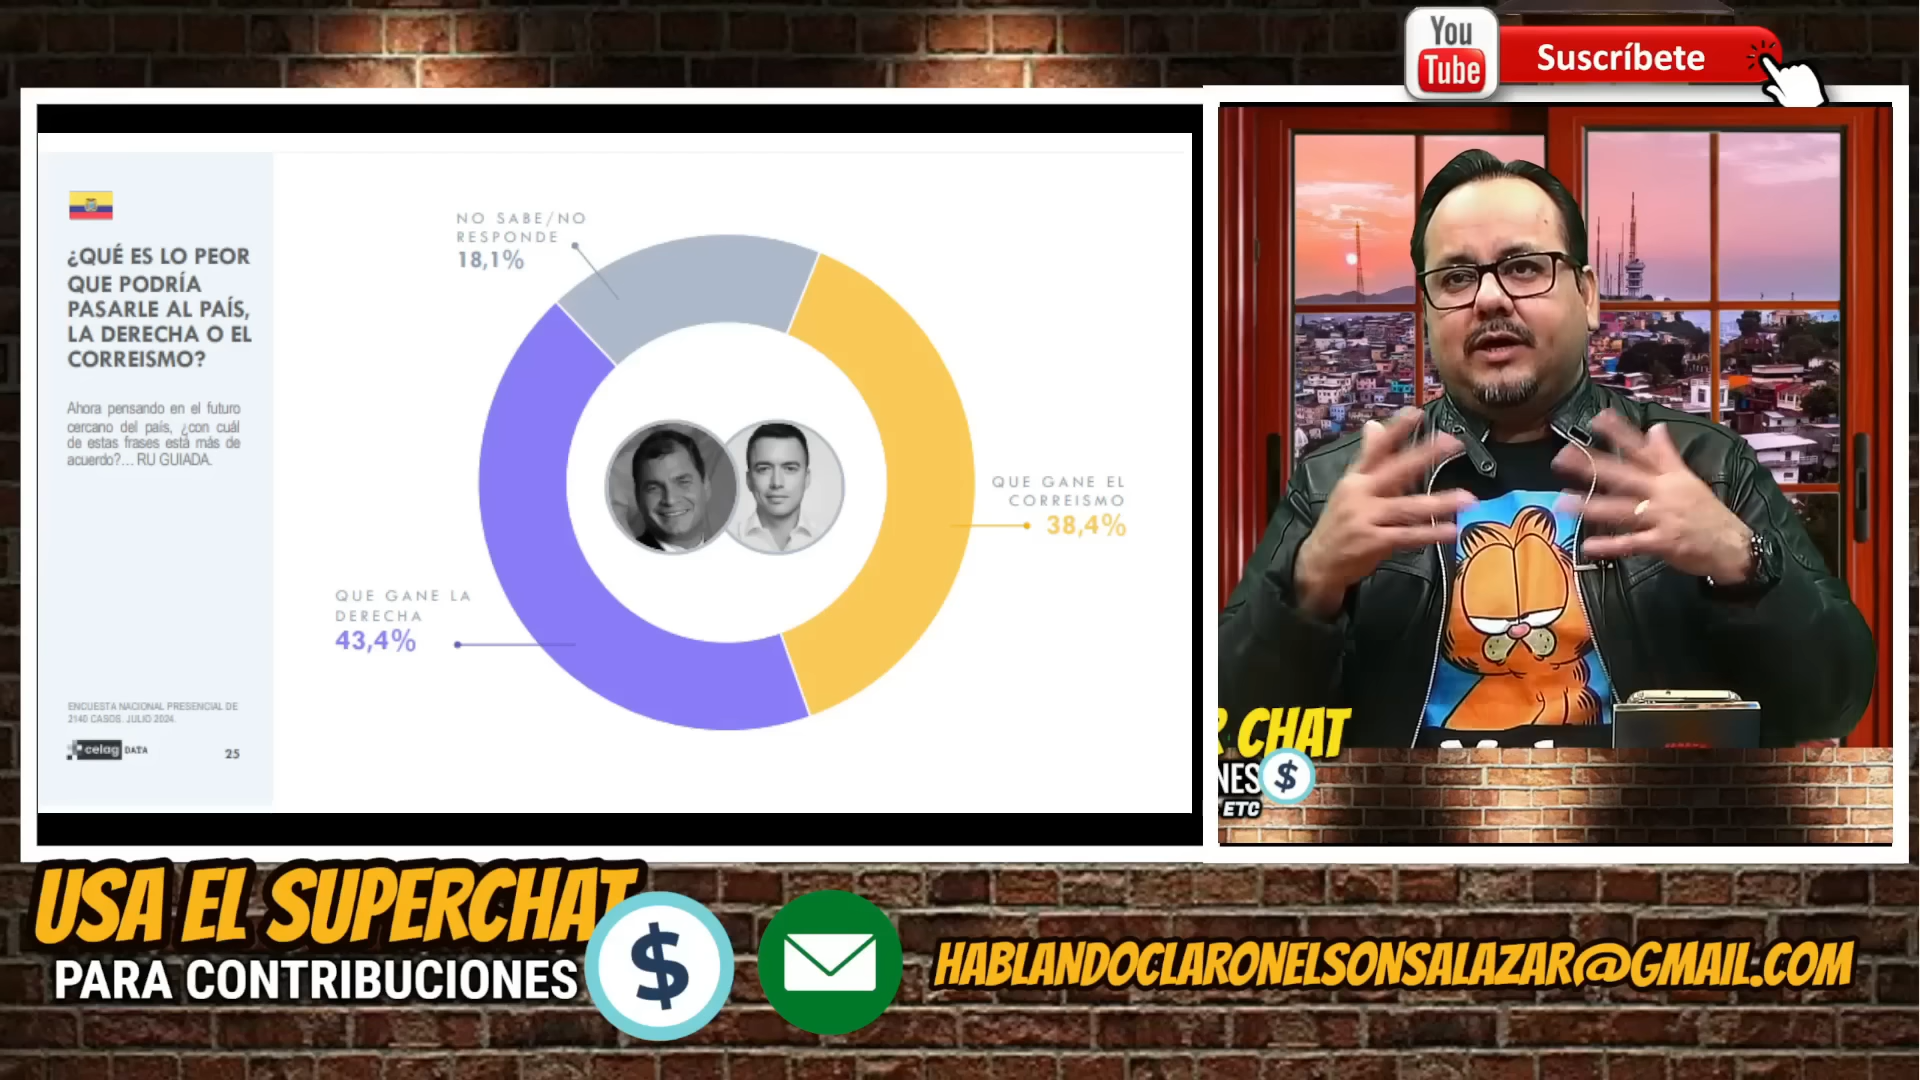 You
Tube
Suscríbete
¿QUÉ ES LO PEOR
QUE PODRÍA
PASARLE AL PAÍS,
LA DERECHA O EL
CORREISMO?
Ahora pensando en el futuro
cercano del país, ¿con cuál
de estas frases está más de
acuerdo?... RU GUIADA.
ENCUESTA NACIONAL PRESENCIAL DE
2140 CASOS. JULIO 2024.
celag DATA
25
NO SABE/NO
RESPONDE
18,1%
QUE GANE EL
CORREISMO
38,4%
QUE GANE LA
DERECHA
43,4%
R CHAT
NES $
ETC
USA EL SUPERCHAT
PARA CONTRIBUCIONES
$
HABLANDOCLARONELSONSALAZAR@GMAIL.COM